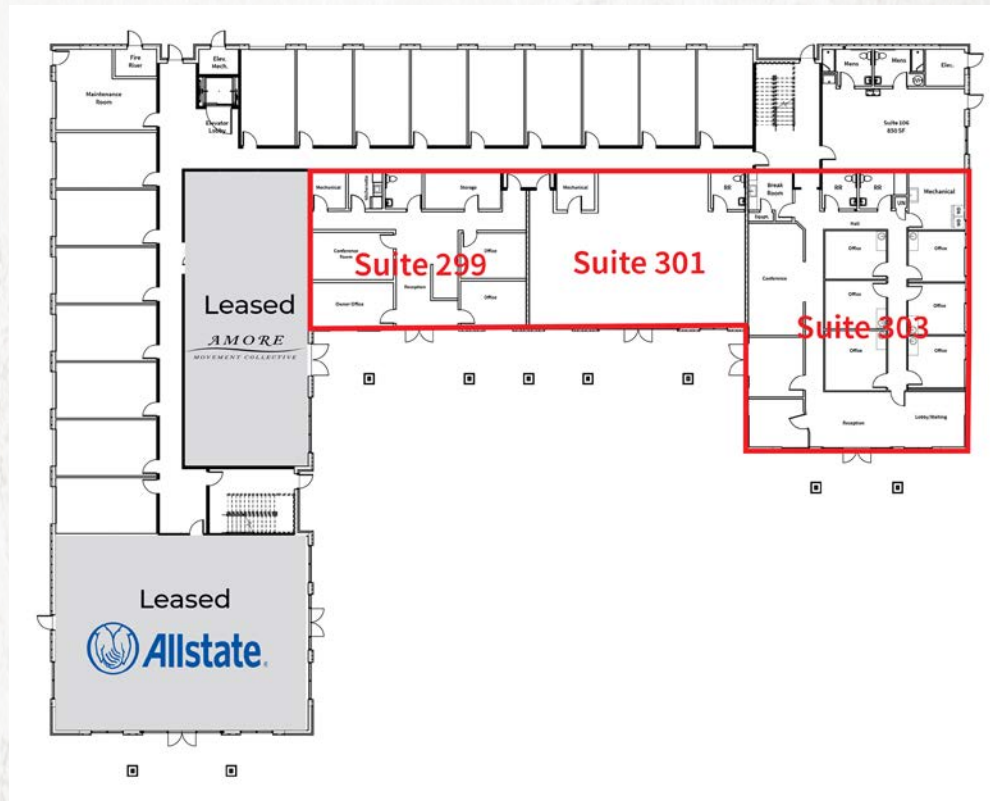 Fire
Riser
Elev.
Mech.
Mens
Mens
Elec.
Maintenance
Room
Elevator
Lobby
Suite 106
850 SF
Mechanical
Storage
Mechanical
RR
Break
Room
RR
RR
Mechanical
Hall
Conference
Room
Office
Suite 299
Reception
Suite 301
Conference
Office
Office
Owner Office
Office
Office
Office
Suite 303
Office
Office
Leased
AMORE
MOVEMENT COLLECTIVE
Reception
Lobby/Waiting
Leased
Allstate